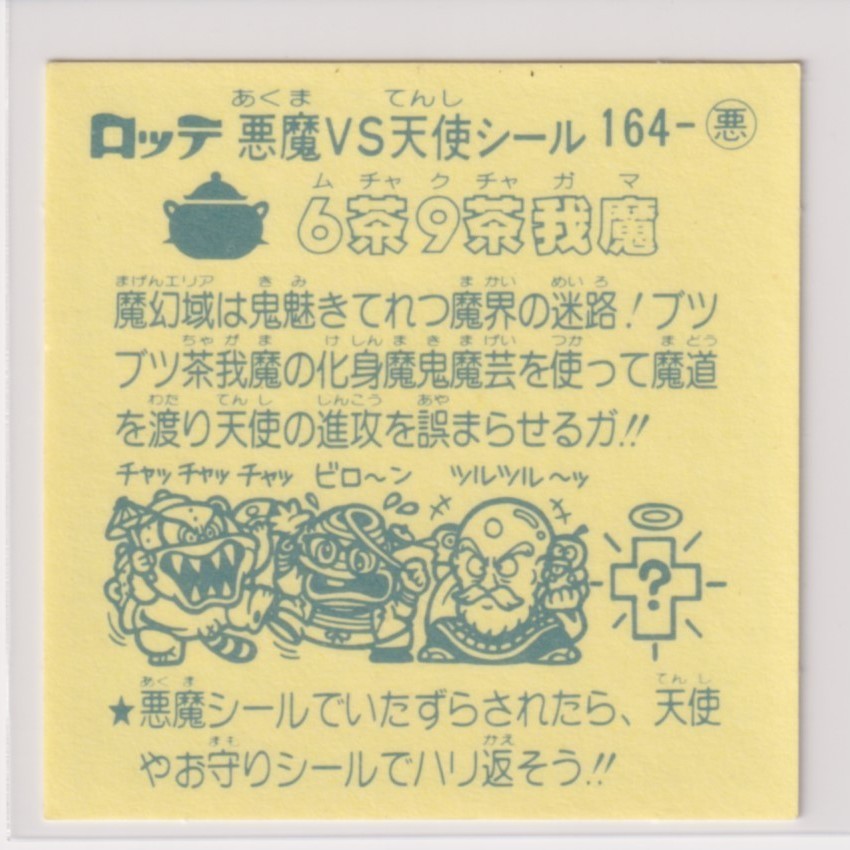 あくま てんし
ロッテ 悪魔VS天使シール 164-悪
ム チャ ク チャ ガ マ
6茶9茶我魔
まげんエリア きみ まかい めいろ
魔幻域は鬼魅きてれつ魔界の迷路!ブツ
ちゃがま けしんまきまげい つか まどう
ブツ茶我魔の化身魔鬼魔芸を使って魔道
わた てんし しんこう あや
を渡り天使の進攻を誤まらせるガ!!
チャッチャッチャッ ビロ〜ン ツルツル〜ッ
?
あくま てんし
★悪魔シールでいたずらされたら、天使
すも かえ
やお守りシールでハリ返そう!!